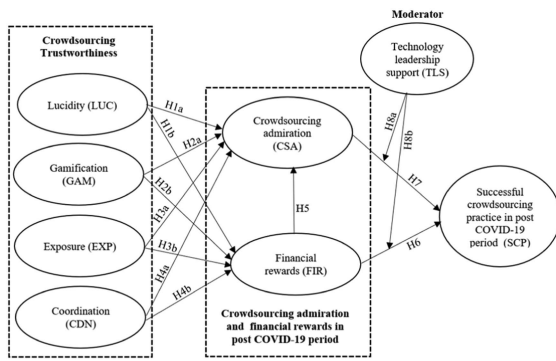 Moderator
Crowdsourcing
Trustworthiness
Technology
leadership
support (TLS)
Lucidity (LUC)
Gamification
(GAM)
Exposure (EXP)
Coordination
(CDN)
H1a
H1b
H2a
H2b
H3a
H3b
H4a
H4b
Crowdsourcing
admiration
(CSA)
H5
Financial
rewards (FIR)
H8a
H8b
H7
H6
Successful
crowdsourcing
practice in post
COVID-19
period (SCP)
Crowdsourcing admiration
and financial rewards in
post COVID-19 period